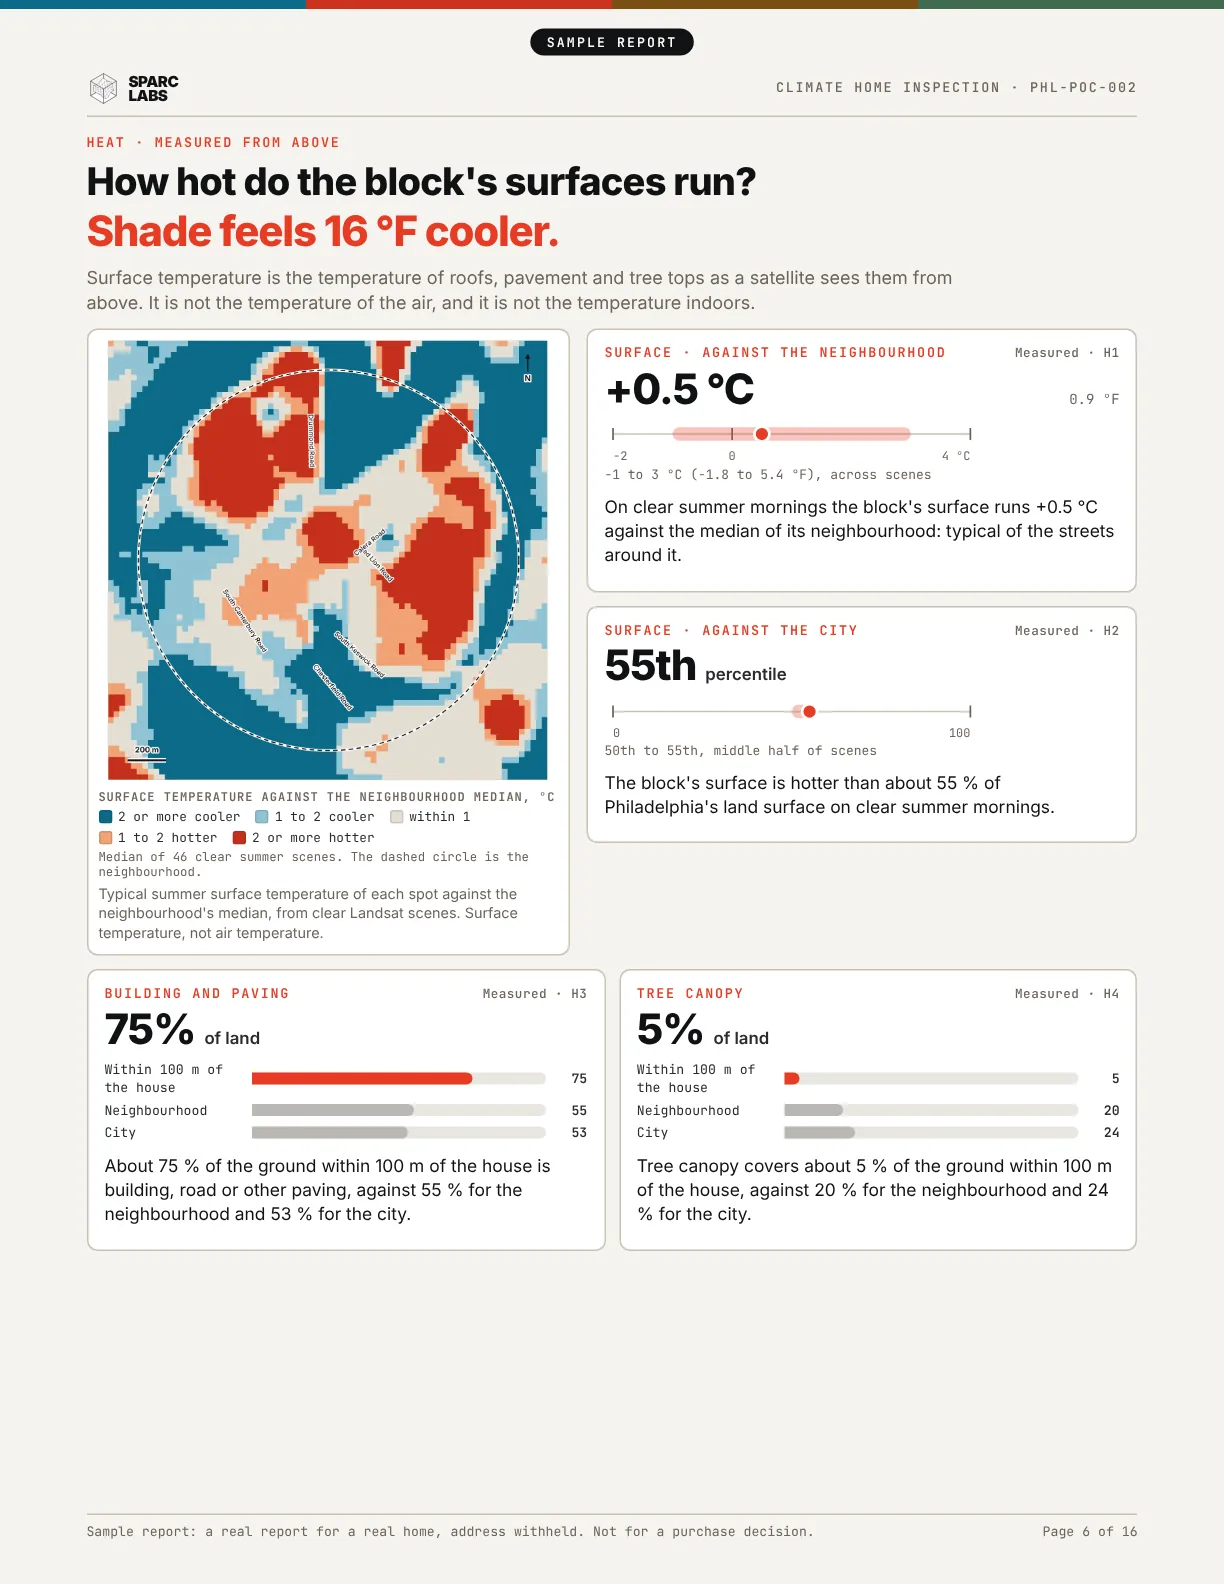 SAMPLE REPORT
SPARC
LABS
CLIMATE HOME INSPECTION · PHL-POC-002
HEAT · MEASURED FROM ABOVE
How hot do the block's surfaces run?
Shade feels 16 °F cooler.
Surface temperature is the temperature of roofs, pavement and tree tops as a satellite sees them from
above. It is not the temperature of the air, and it is not the temperature indoors.
N
Drummond Road
Calera Road
Red Lion Road
South Canterbury Road
South Keswick Road
Chesterfield Road
200 m
SURFACE TEMPERATURE AGAINST THE NEIGHBOURHOOD MEDIAN, °C
2 or more cooler
1 to 2 cooler
within 1
1 to 2 hotter
2 or more hotter
Median of 46 clear summer scenes. The dashed circle is the
neighbourhood.
Typical summer surface temperature of each spot against the
neighbourhood's median, from clear Landsat scenes. Surface
temperature, not air temperature.
SURFACE · AGAINST THE NEIGHBOURHOOD
Measured · H1
+0.5 °C
0.9 °F
-2
0
4 °C
-1 to 3 °C (-1.8 to 5.4 °F), across scenes
On clear summer mornings the block's surface runs +0.5 °C
against the median of its neighbourhood: typical of the streets
around it.
SURFACE · AGAINST THE CITY
Measured · H2
55th percentile
0
100
50th to 55th, middle half of scenes
The block's surface is hotter than about 55 % of
Philadelphia's land surface on clear summer mornings.
BUILDING AND PAVING
Measured · H3
75% of land
Within 100 m of
the house
75
Neighbourhood
55
City
53
About 75 % of the ground within 100 m of the house is
building, road or other paving, against 55 % for the
neighbourhood and 53 % for the city.
TREE CANOPY
Measured · H4
5% of land
Within 100 m of
the house
5
Neighbourhood
20
City
24
Tree canopy covers about 5 % of the ground within 100 m
of the house, against 20 % for the neighbourhood and 24
% for the city.
Sample report: a real report for a real home, address withheld. Not for a purchase decision.
Page 6 of 16